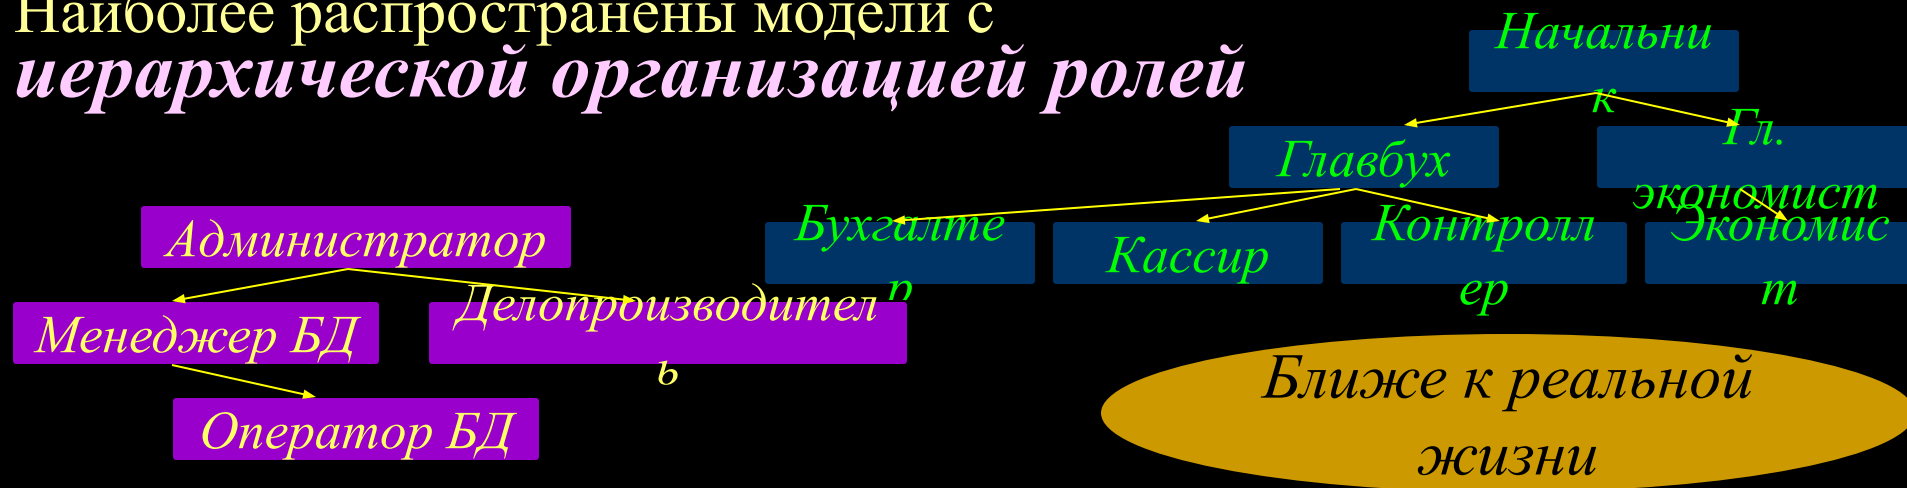 Наиболее распространены модели с
иерархической организацией ролей
Начальни
к
Главбух
Гл.
экономист
Бухгалте
р
Кассир
Контролл
ер
Экономис
т
Администратор
Менеджер БД
Делопроизводител
ь
Оператор БД
Ближе к реальной
жизни